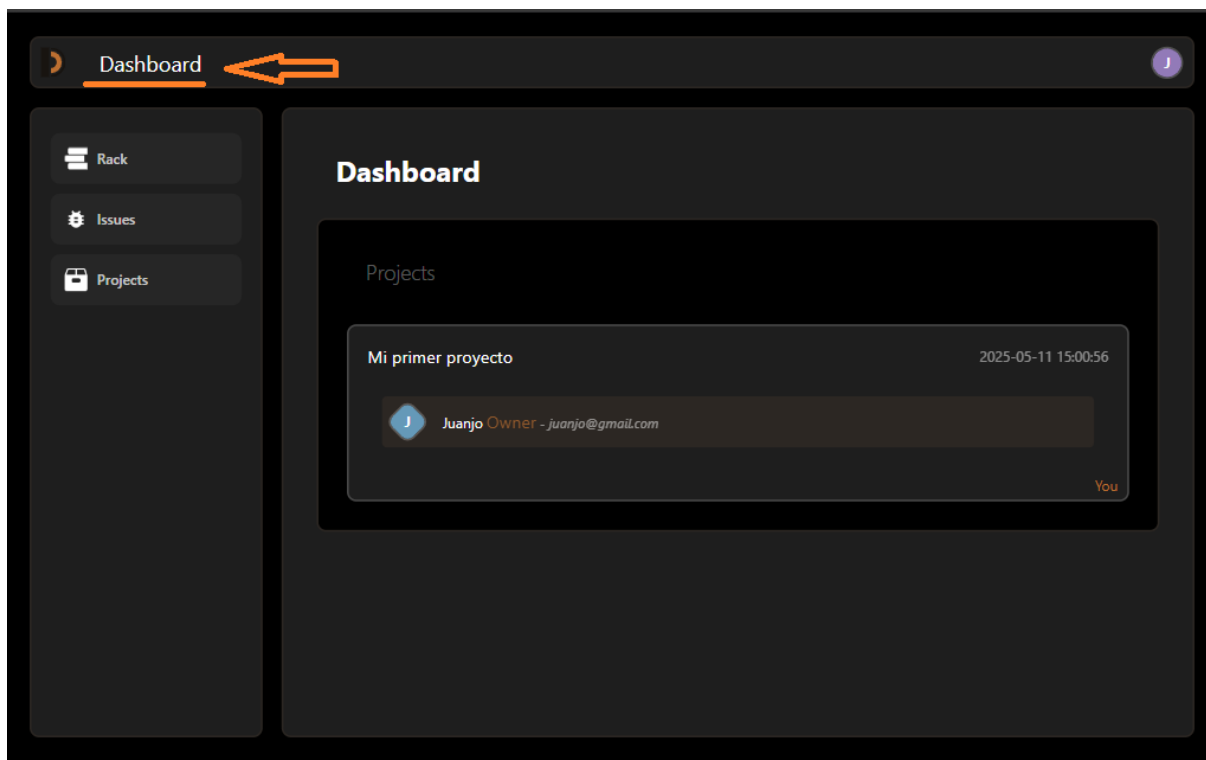 Dashboard
J
Rack
Issues
Projects
Dashboard
Projects
Mi primer proyecto
2025-05-11 15:00:56
J
Juanjo Owner - juanjo@gmail.com
You